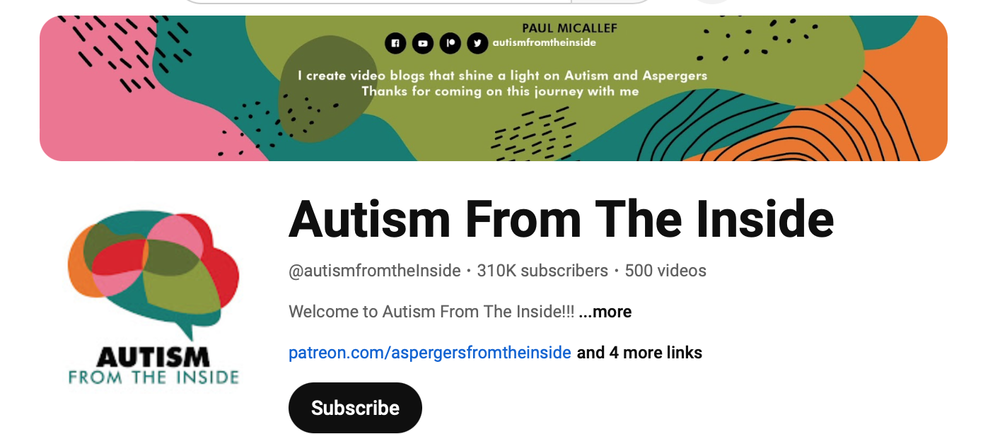 PAUL MICALLEF
autismfromtheinside
I create video blogs that shine a light on Autism and Aspergers
Thanks for coming on this journey with me
Autism From The Inside
@autismfromtheInside • 310K subscribers • 500 videos
Welcome to Autism From The Inside!!! ...more
patreon.com/aspergersfromtheinside and 4 more links
AUTISM
FROM THE INSIDE
Subscribe